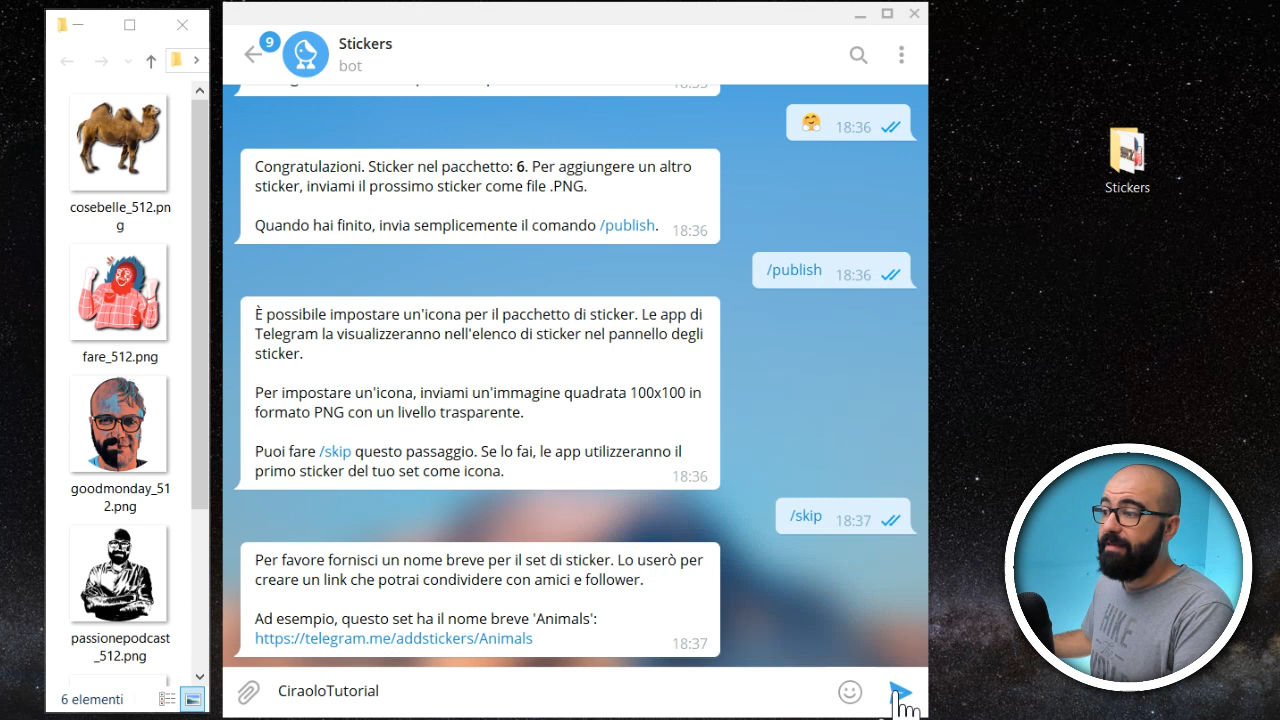 cosebelle_512.pn
g
fare_512.png
goodmonday_51
2.png
passionepodcast
_512.png
6 elementi
9
Stickers
bot
18:36
Congratulazioni. Sticker nel pacchetto: 6. Per aggiungere un altro
sticker, inviami il prossimo sticker come file .PNG.
Quando hai finito, invia semplicemente il comando /publish.
18:36
/publish 18:36
È possibile impostare un'icona per il pacchetto di sticker. Le app di
Telegram la visualizzeranno nell'elenco di sticker nel pannello degli
sticker.
Per impostare un'icona, inviami un'immagine quadrata 100x100 in
formato PNG con un livello trasparente.
Puoi fare /skip questo passaggio. Se lo fai, le app utilizzeranno il
primo sticker del tuo set come icona.
18:36
/skip 18:37
Per favore fornisci un nome breve per il set di sticker. Lo userò per
creare un link che potrai condividere con amici e follower.
Ad esempio, questo set ha il nome breve 'Animals':
https://telegram.me/addstickers/Animals
18:37
CiraoloTutorial
Stickers
HIKE